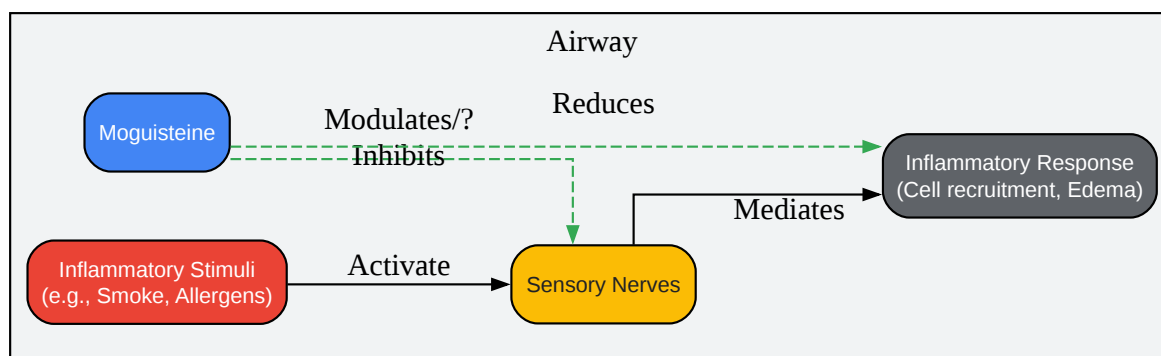 Airway
Reduces
Moguisteine
Modulates/?
Inhibits
Inflammatory Response
(Cell recruitment, Edema)
Mediates
Inflammatory Stimuli
(e.g., Smoke, Allergens)
Activate
Sensory Nerves